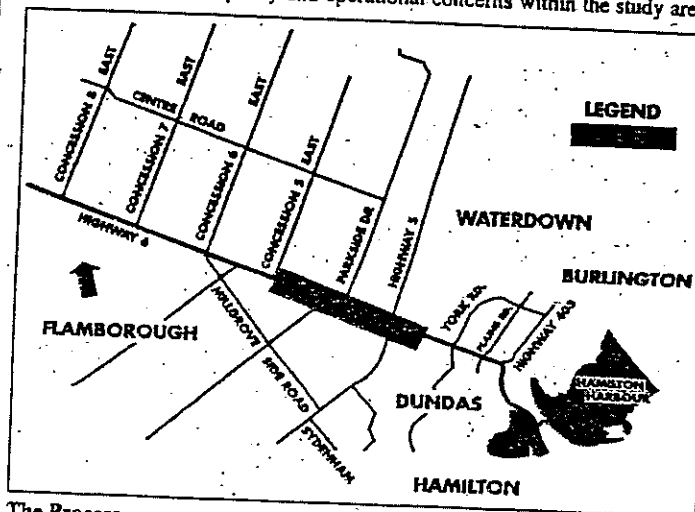 and operational concerns within the study are
LEGEND
CONCESSION 8 EAST
CENTRE ROAD
CONCESSION 7 EAST
CONCESSION 6 EAST
CONCESSION 5 EAST
PARKSIDE DR.
HIGHWAY 5
HIGHWAY 6
WATERDOWN
BURLINGTON
YORK RD.
PLAINS RD.
HIGHWAY 403
FLAMBOROUGH
MILLGROVE SIDE ROAD
SYDENHAM
DUNDAS
HAMILTON HARBOUR
HAMILTON
The Process